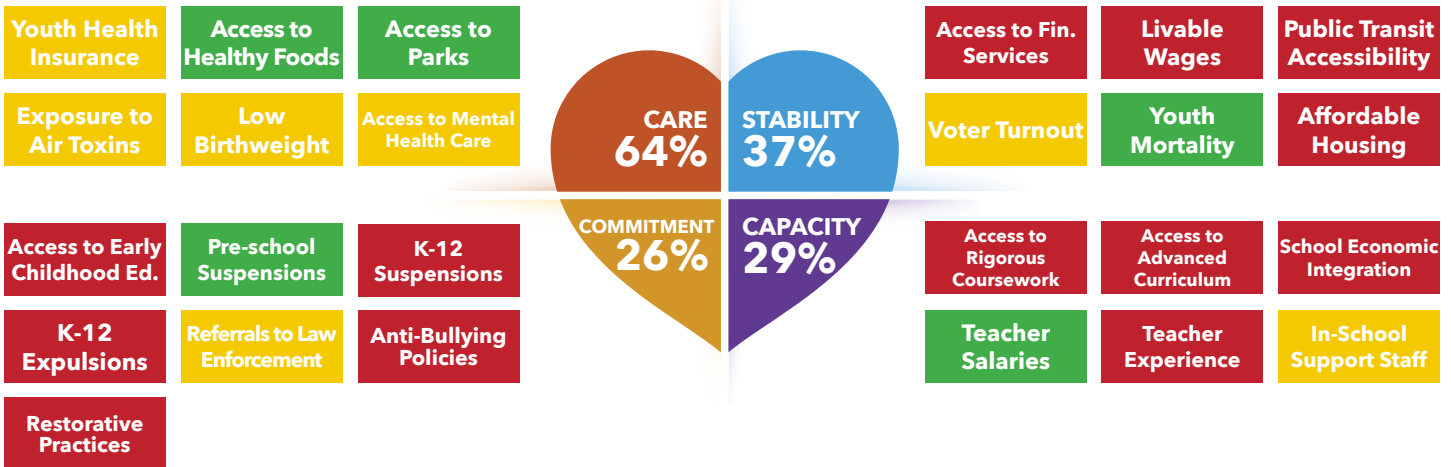 Youth Health
Insurance
Access to
Healthy Foods
Access to
Parks
Exposure to
Air Toxins
Low
Birthweight
Access to Mental
Health Care
CARE
64%
STABILITY
37%
Access to Fin.
Services
Livable
Wages
Public Transit
Accessibility
Voter Turnout
Youth
Mortality
Affordable
Housing
Access to Early
Childhood Ed.
Pre-school
Suspensions
K-12
Suspensions
K-12
Expulsions
Referrals to Law
Enforcement
Anti-Bullying
Policies
Restorative
Practices
COMMITMENT
26%
CAPACITY
29%
Access to
Rigorous
Coursework
Access to
Advanced
Curriculum
School Economic
Integration
Teacher
Salaries
Teacher
Experience
In-School
Support Staff